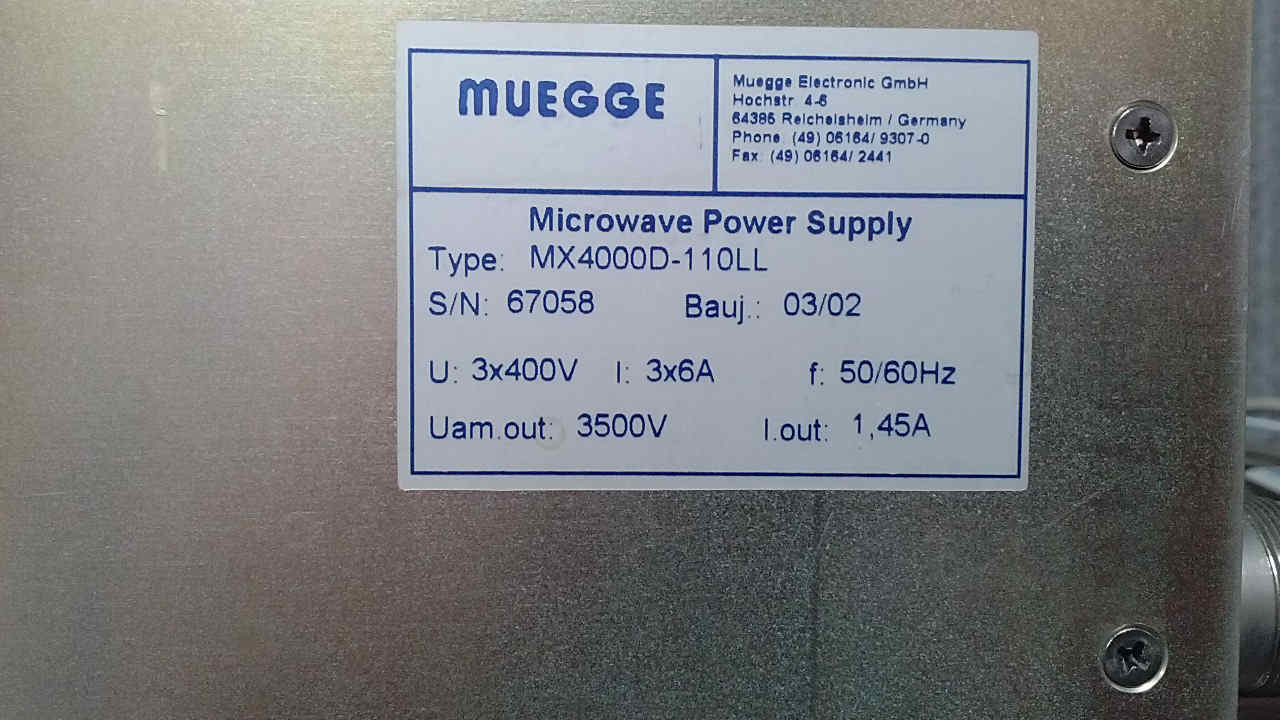 MUEGGE
Muegge Electronic GmbH
Hochstr. 4-6
64385 Reichelsheim / Germany
Phone: (49) 06164/ 9307-0
Fax: (49) 06164/ 2441
Microwave Power Supply
Type: MX4000D-110LL
S/N: 67058 Bauj.: 03/02
U: 3x400V I: 3x6A f: 50/60Hz
Uam.out: 3500V I.out: 1,45A